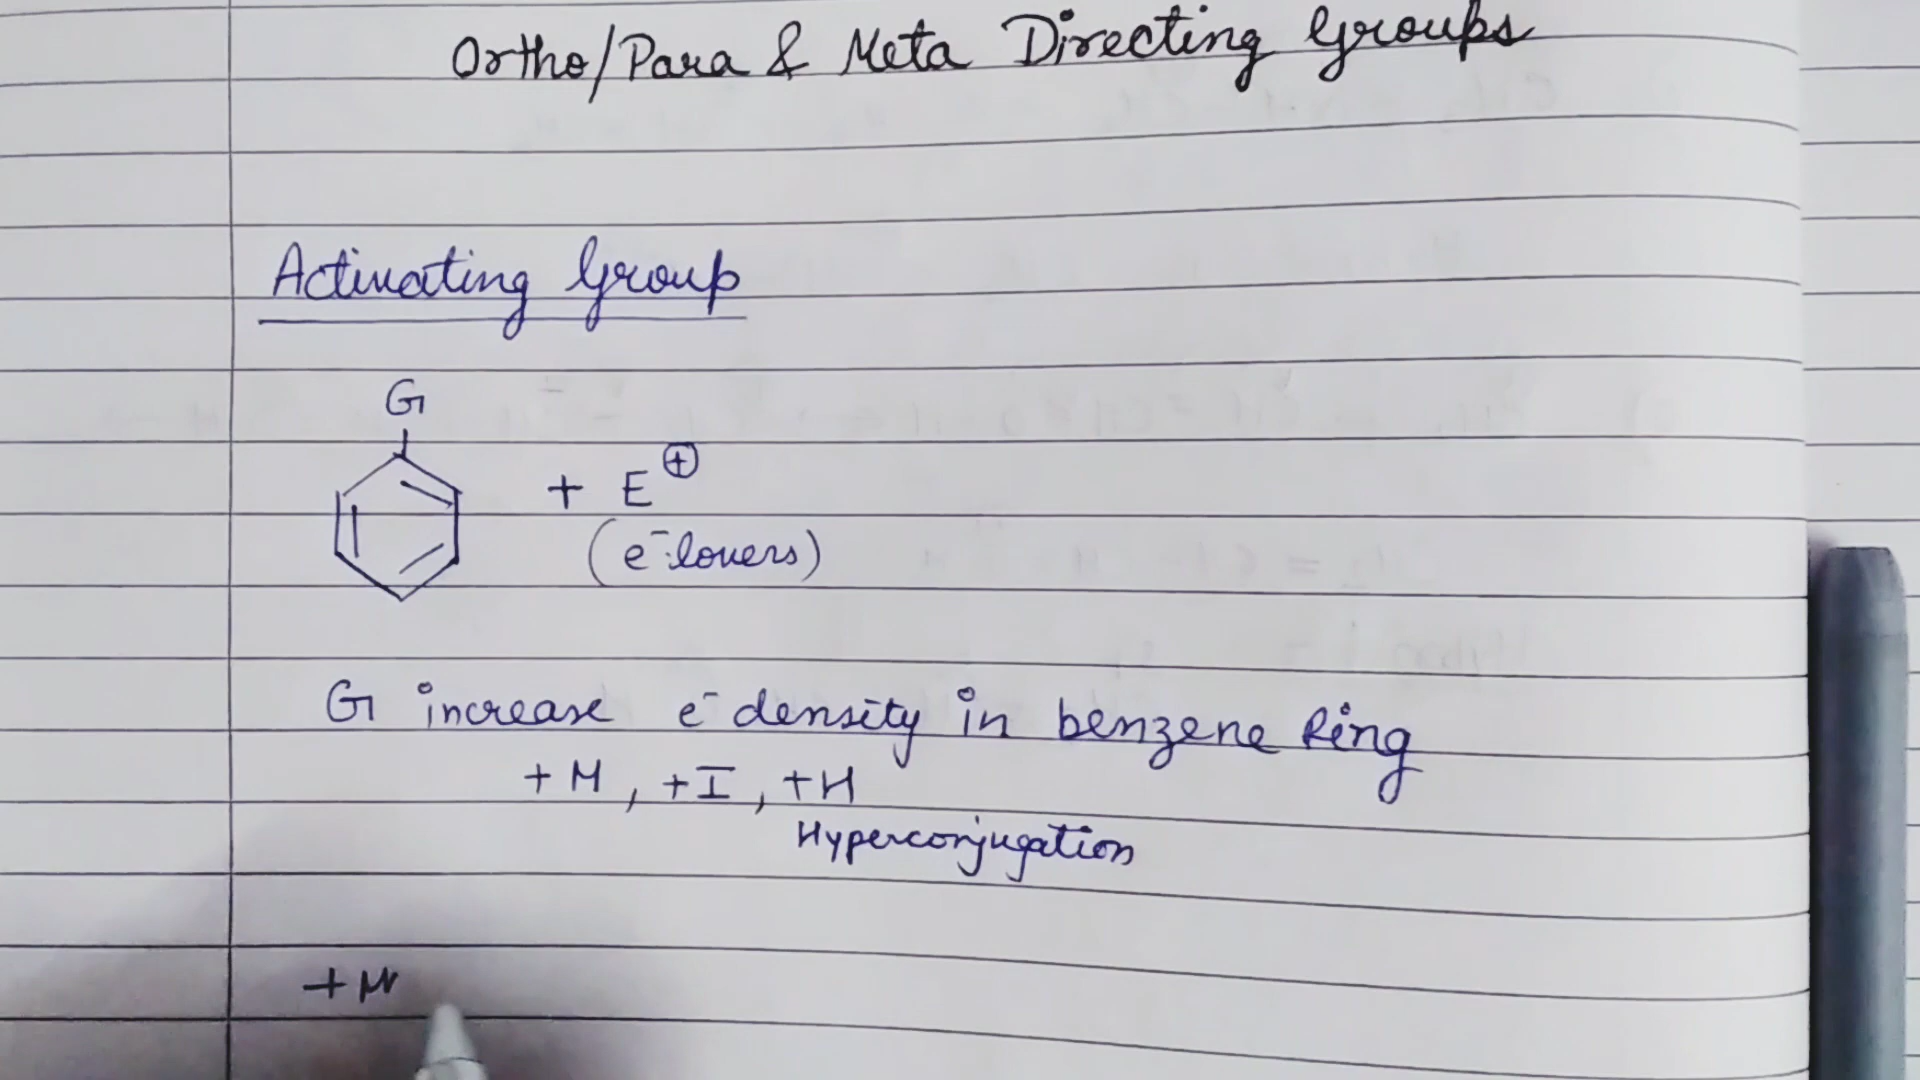 Ortho/Para & Meta Directing Groups
Activating Group
G
+ E⊕
(e⁻ lovers)
G increase e⁻ density in benzene Ring
+M, +I, +H
Hyperconjugation
+M